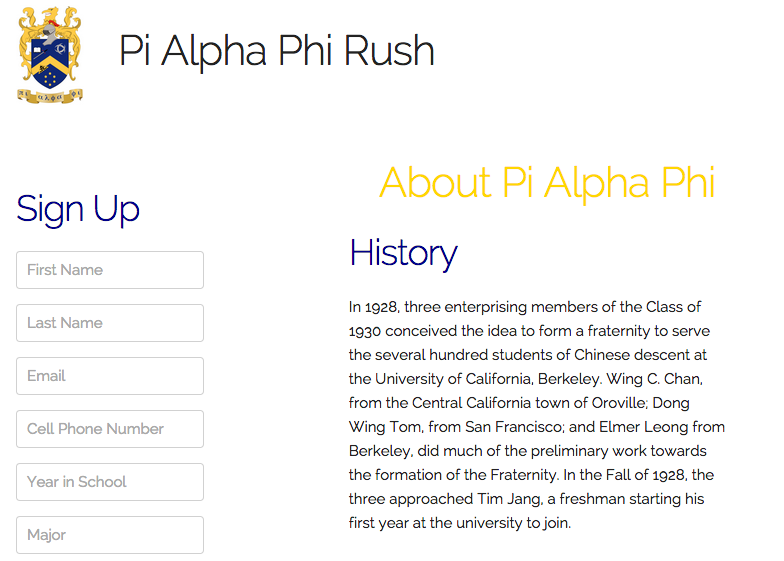 Pi Alpha Phi Rush
Sign Up
First Name
Last Name
Email
Cell Phone Number
Year in School
Major
About Pi Alpha Phi
History
In 1928, three enterprising members of the Class of
1930 conceived the idea to form a fraternity to serve
the several hundred students of Chinese descent at
the University of California, Berkeley. Wing C. Chan,
from the Central California town of Oroville; Dong
Wing Tom, from San Francisco; and Elmer Leong from
Berkeley, did much of the preliminary work towards
the formation of the Fraternity. In the Fall of 1928, the
three approached Tim Jang, a freshman starting his
first year at the university to join.